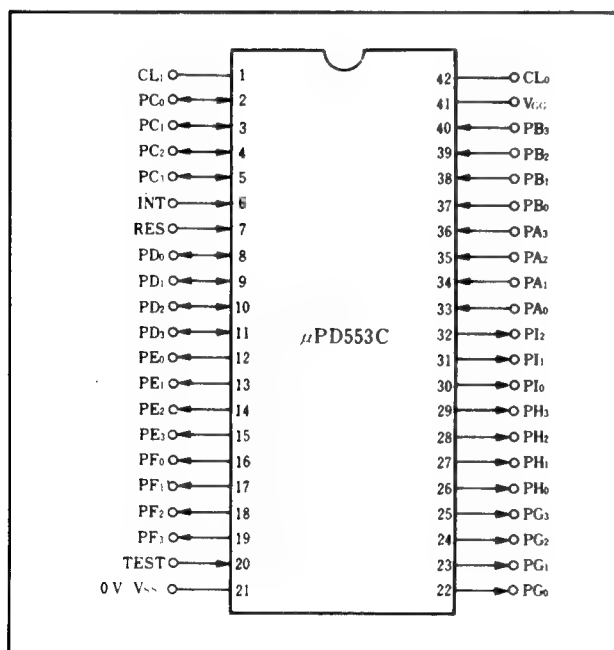 CL₁ 1 42 CL₀
PC₀ 2 41 VGG
PC₁ 3 40 PB₃
PC₂ 4 39 PB₂
PC₃ 5 38 PB₁
INT 6 37 PB₀
RES 7 36 PA₃
PD₀ 8 35 PA₂
PD₁ 9 34 PA₁
PD₂ 10 33 PA₀
PD₃ 11 32 PI₂
μPD553C
PE₀ 12 31 PI₁
PE₁ 13 30 PI₀
PE₂ 14 29 PH₃
PE₃ 15 28 PH₂
PF₀ 16 27 PH₁
PF₁ 17 26 PH₀
PF₂ 18 25 PG₃
PF₃ 19 24 PG₂
TEST 20 23 PG₁
0V VSS 21 22 PG₀